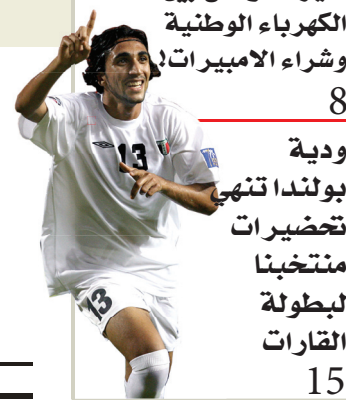 الكهرباء الوطنية
وشراء الامبيرات!
8
ودية
بولندا تنهي
تحضيرات
منتخبنا
لبطولة
القارات
15
13
13